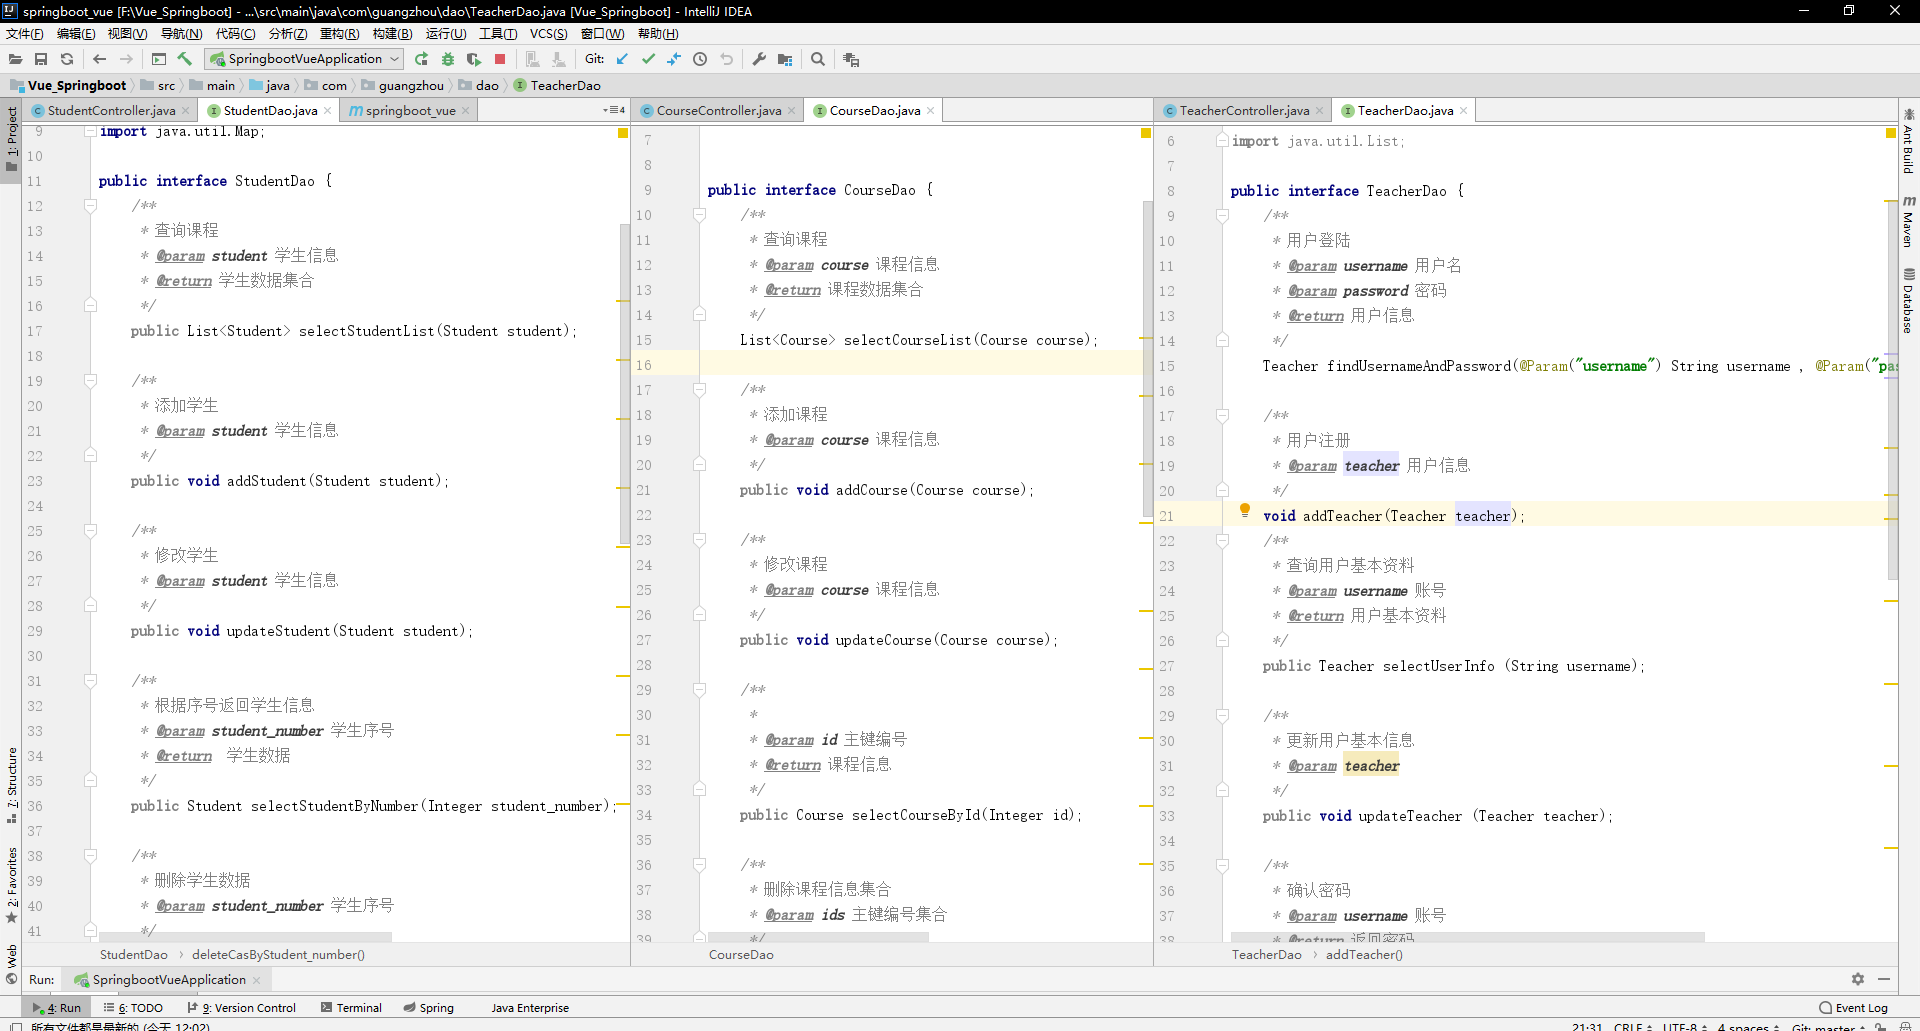 springboot_vue [F:\Vue_Springboot] - ...\src\main\java\com\guangzhou\dao\TeacherDao.java [Vue_Springboot] - IntelliJ IDEA
文件(F) 编辑(E) 视图(V) 导航(N) 代码(C) 分析(Z) 重构(R) 构建(B) 运行(U) 工具(T) VCS(S) 窗口(W) 帮助(H)
SpringbootVueApplication Git:
Vue_Springboot src main java com guangzhou dao TeacherDao
StudentController.java StudentDao.java springboot_vue 4 CourseController.java CourseDao.java TeacherController.java TeacherDao.java
1: Project
7: Structure
2: Favorites
Web
9 import java.util.Map;
10
11 public interface StudentDao {
12 /**
13 * 查询课程
14 * @param student 学生信息
15 * @return 学生数据集合
16 */
17 public List<Student> selectStudentList(Student student);
18
19 /**
20 * 添加学生
21 * @param student 学生信息
22 */
23 public void addStudent(Student student);
24
25 /**
26 * 修改学生
27 * @param student 学生信息
28 */
29 public void updateStudent(Student student);
30
31 /**
32 * 根据序号返回学生信息
33 * @param student_number 学生序号
34 * @return 学生数据
35 */
36 public Student selectStudentByNumber(Integer student_number);
37
38 /**
39 * 删除学生数据
40 * @param student_number 学生序号
41 */
StudentDao deleteCasByStudent_number()
7
8
9 public interface CourseDao {
10 /**
11 * 查询课程
12 * @param course 课程信息
13 * @return 课程数据集合
14 */
15 List<Course> selectCourseList(Course course);
16
17 /**
18 * 添加课程
19 * @param course 课程信息
20 */
21 public void addCourse(Course course);
22
23 /**
24 * 修改课程
25 * @param course 课程信息
26 */
27 public void updateCourse(Course course);
28
29 /**
30 *
31 * @param id 主键编号
32 * @return 课程信息
33 */
34 public Course selectCourseById(Integer id);
35
36 /**
37 * 删除课程信息集合
38 * @param ids 主键编号集合
39 */
CourseDao
6 import java.util.List;
7
8 public interface TeacherDao {
9 /**
10 * 用户登陆
11 * @param username 用户名
12 * @param password 密码
13 * @return 用户信息
14 */
15 Teacher findUsernameAndPassword(@Param("username") String username , @Param("pas
16
17 /**
18 * 用户注册
19 * @param teacher 用户信息
20 */
21 void addTeacher(Teacher teacher);
22 /**
23 * 查询用户基本资料
24 * @param username 账号
25 * @return 用户基本资料
26 */
27 public Teacher selectUserInfo (String username);
28
29 /**
30 * 更新用户基本信息
31 * @param teacher
32 */
33 public void updateTeacher (Teacher teacher);
34
35 /**
36 * 确认密码
37 * @param username 账号
38 * @return 返回密码
TeacherDao addTeacher()
Ant Build
Maven
Database
Run: SpringbootVueApplication
4: Run 6: TODO 9: Version Control Terminal Spring Java Enterprise Event Log
所有文件都是最新的 (今天 12:02) 21:31 CRLF UTF-8 4 spaces Git: master